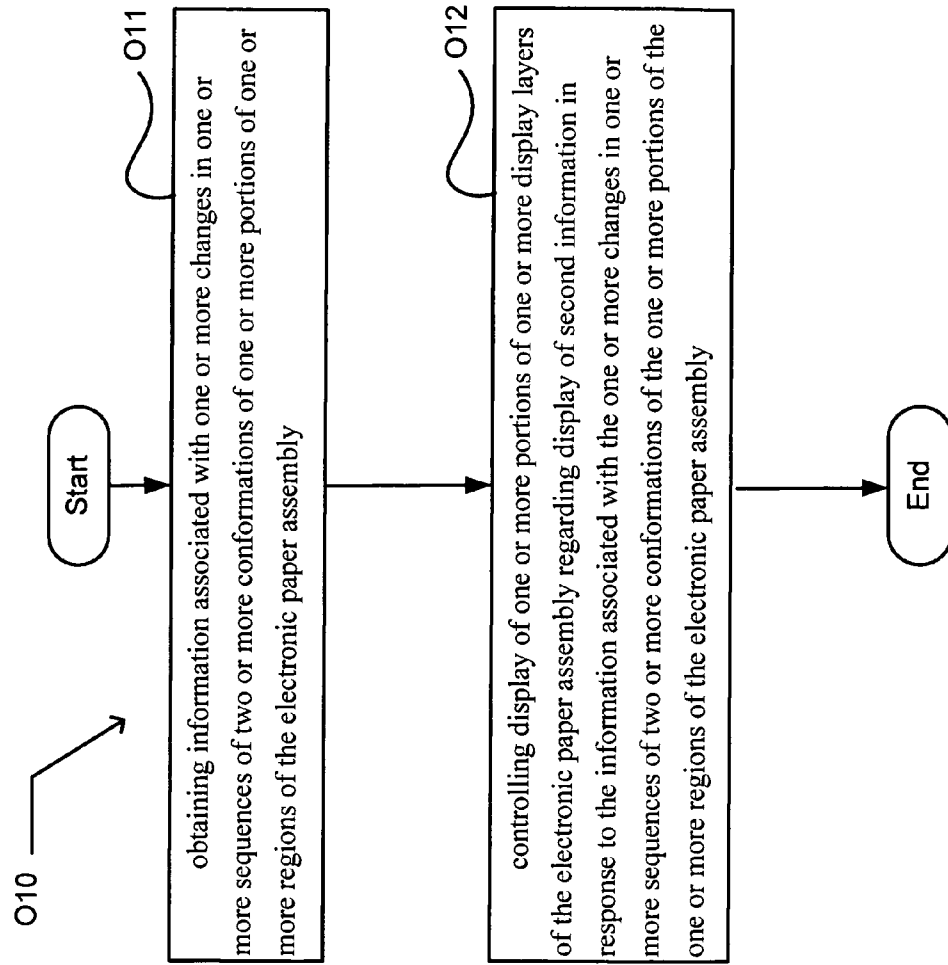 O10
Start
O11
obtaining information associated with one or more changes in one or
more sequences of two or more conformations of one or more portions of one or
more regions of the electronic paper assembly
O12
controlling display of one or more portions of one or more display layers
of the electronic paper assembly regarding display of second information in
response to the information associated with the one or more changes in one or
more sequences of two or more conformations of the one or more portions of the
one or more regions of the electronic paper assembly
End